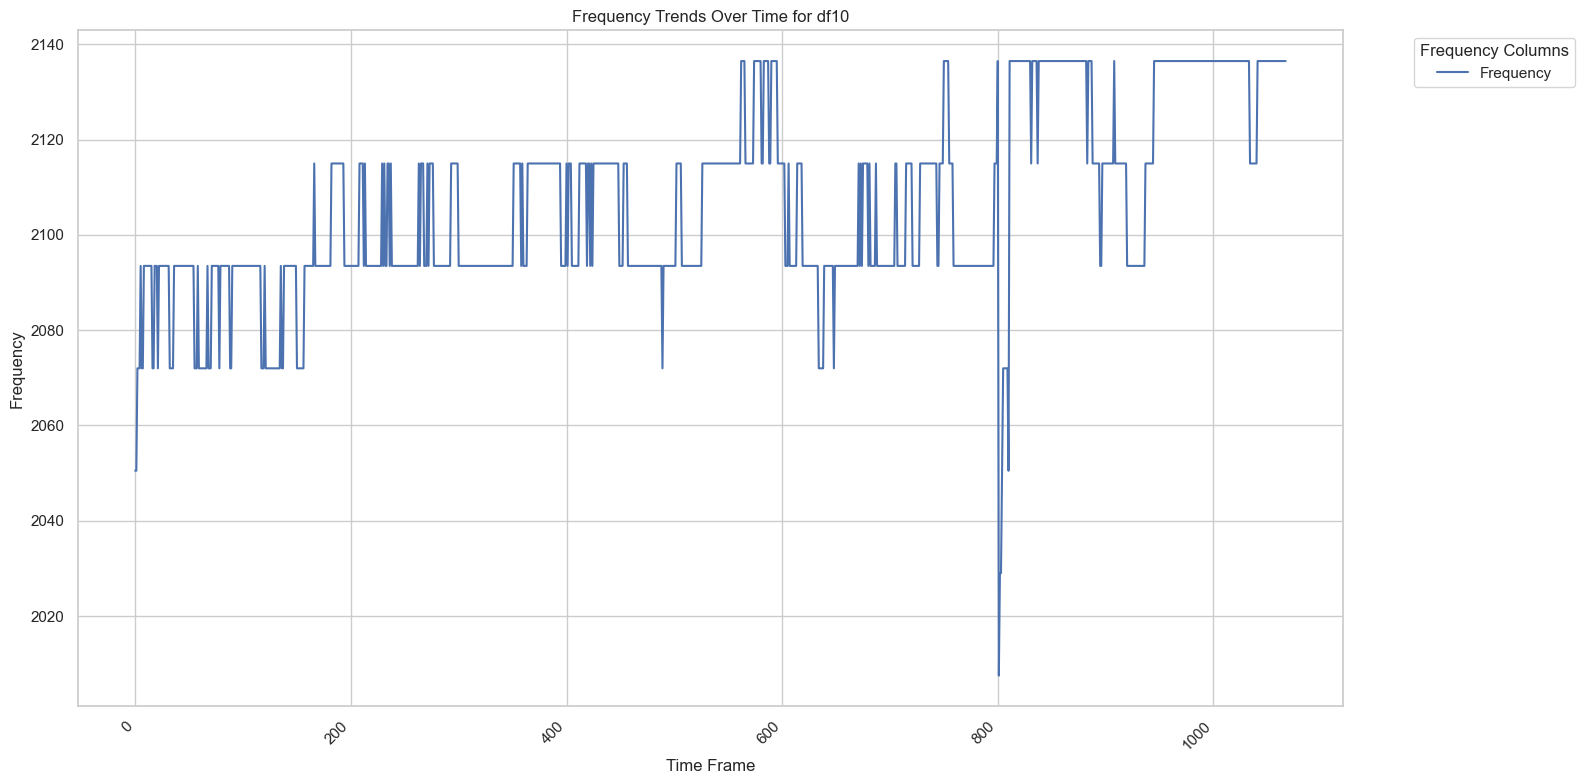 Frequency Trends Over Time for df10
2140
2120
2100
2080
2060
2040
2020
Frequency
0
200
400
600
800
1000
Time Frame
Frequency Columns
Frequency